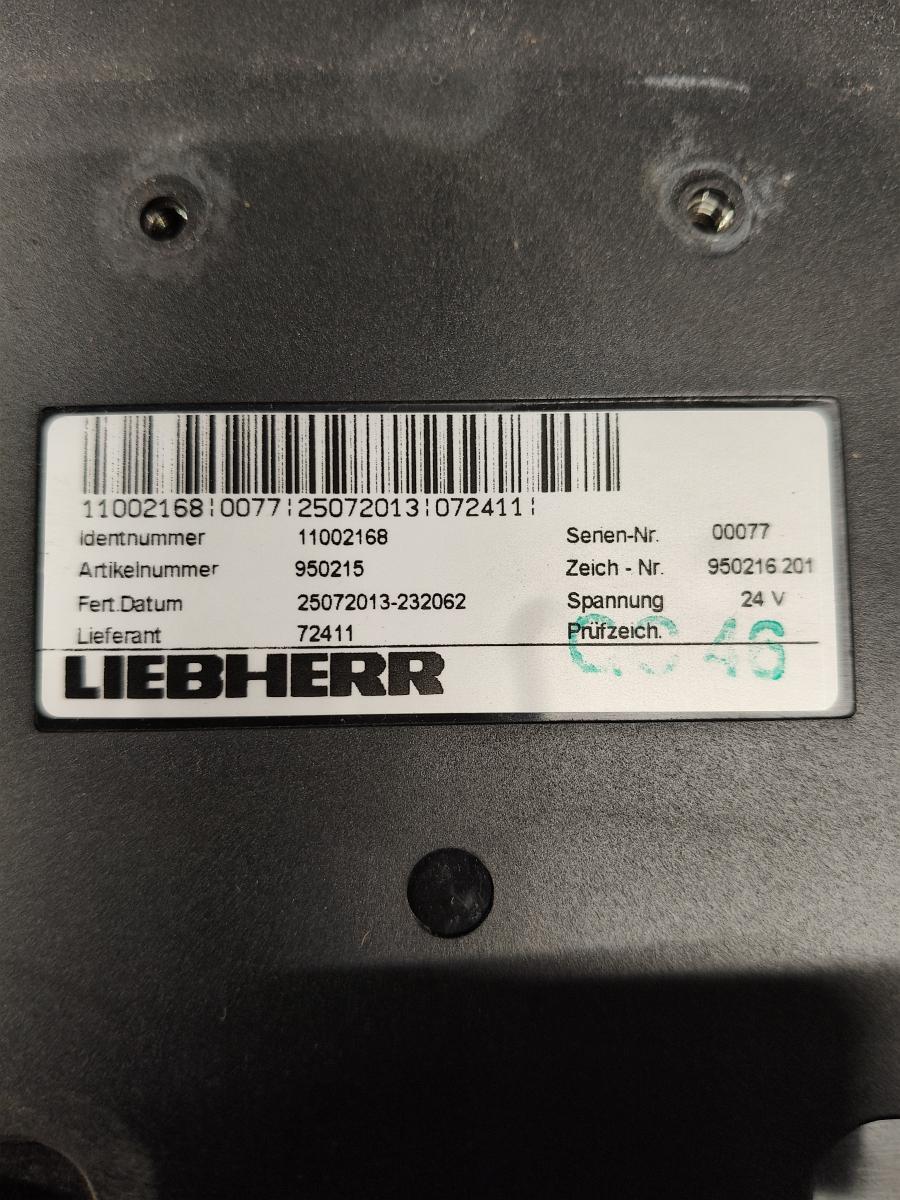 11002168¦0077¦25072013¦072411¦
Identnummer 11002168 Serien-Nr. 00077
Artikelnummer 950215 Zeich - Nr. 950216 201
Fert.Datum 25072013-232062 Spannung 24 V
Lieferant 72411 Prüfzeich.
LIEBHERR 46